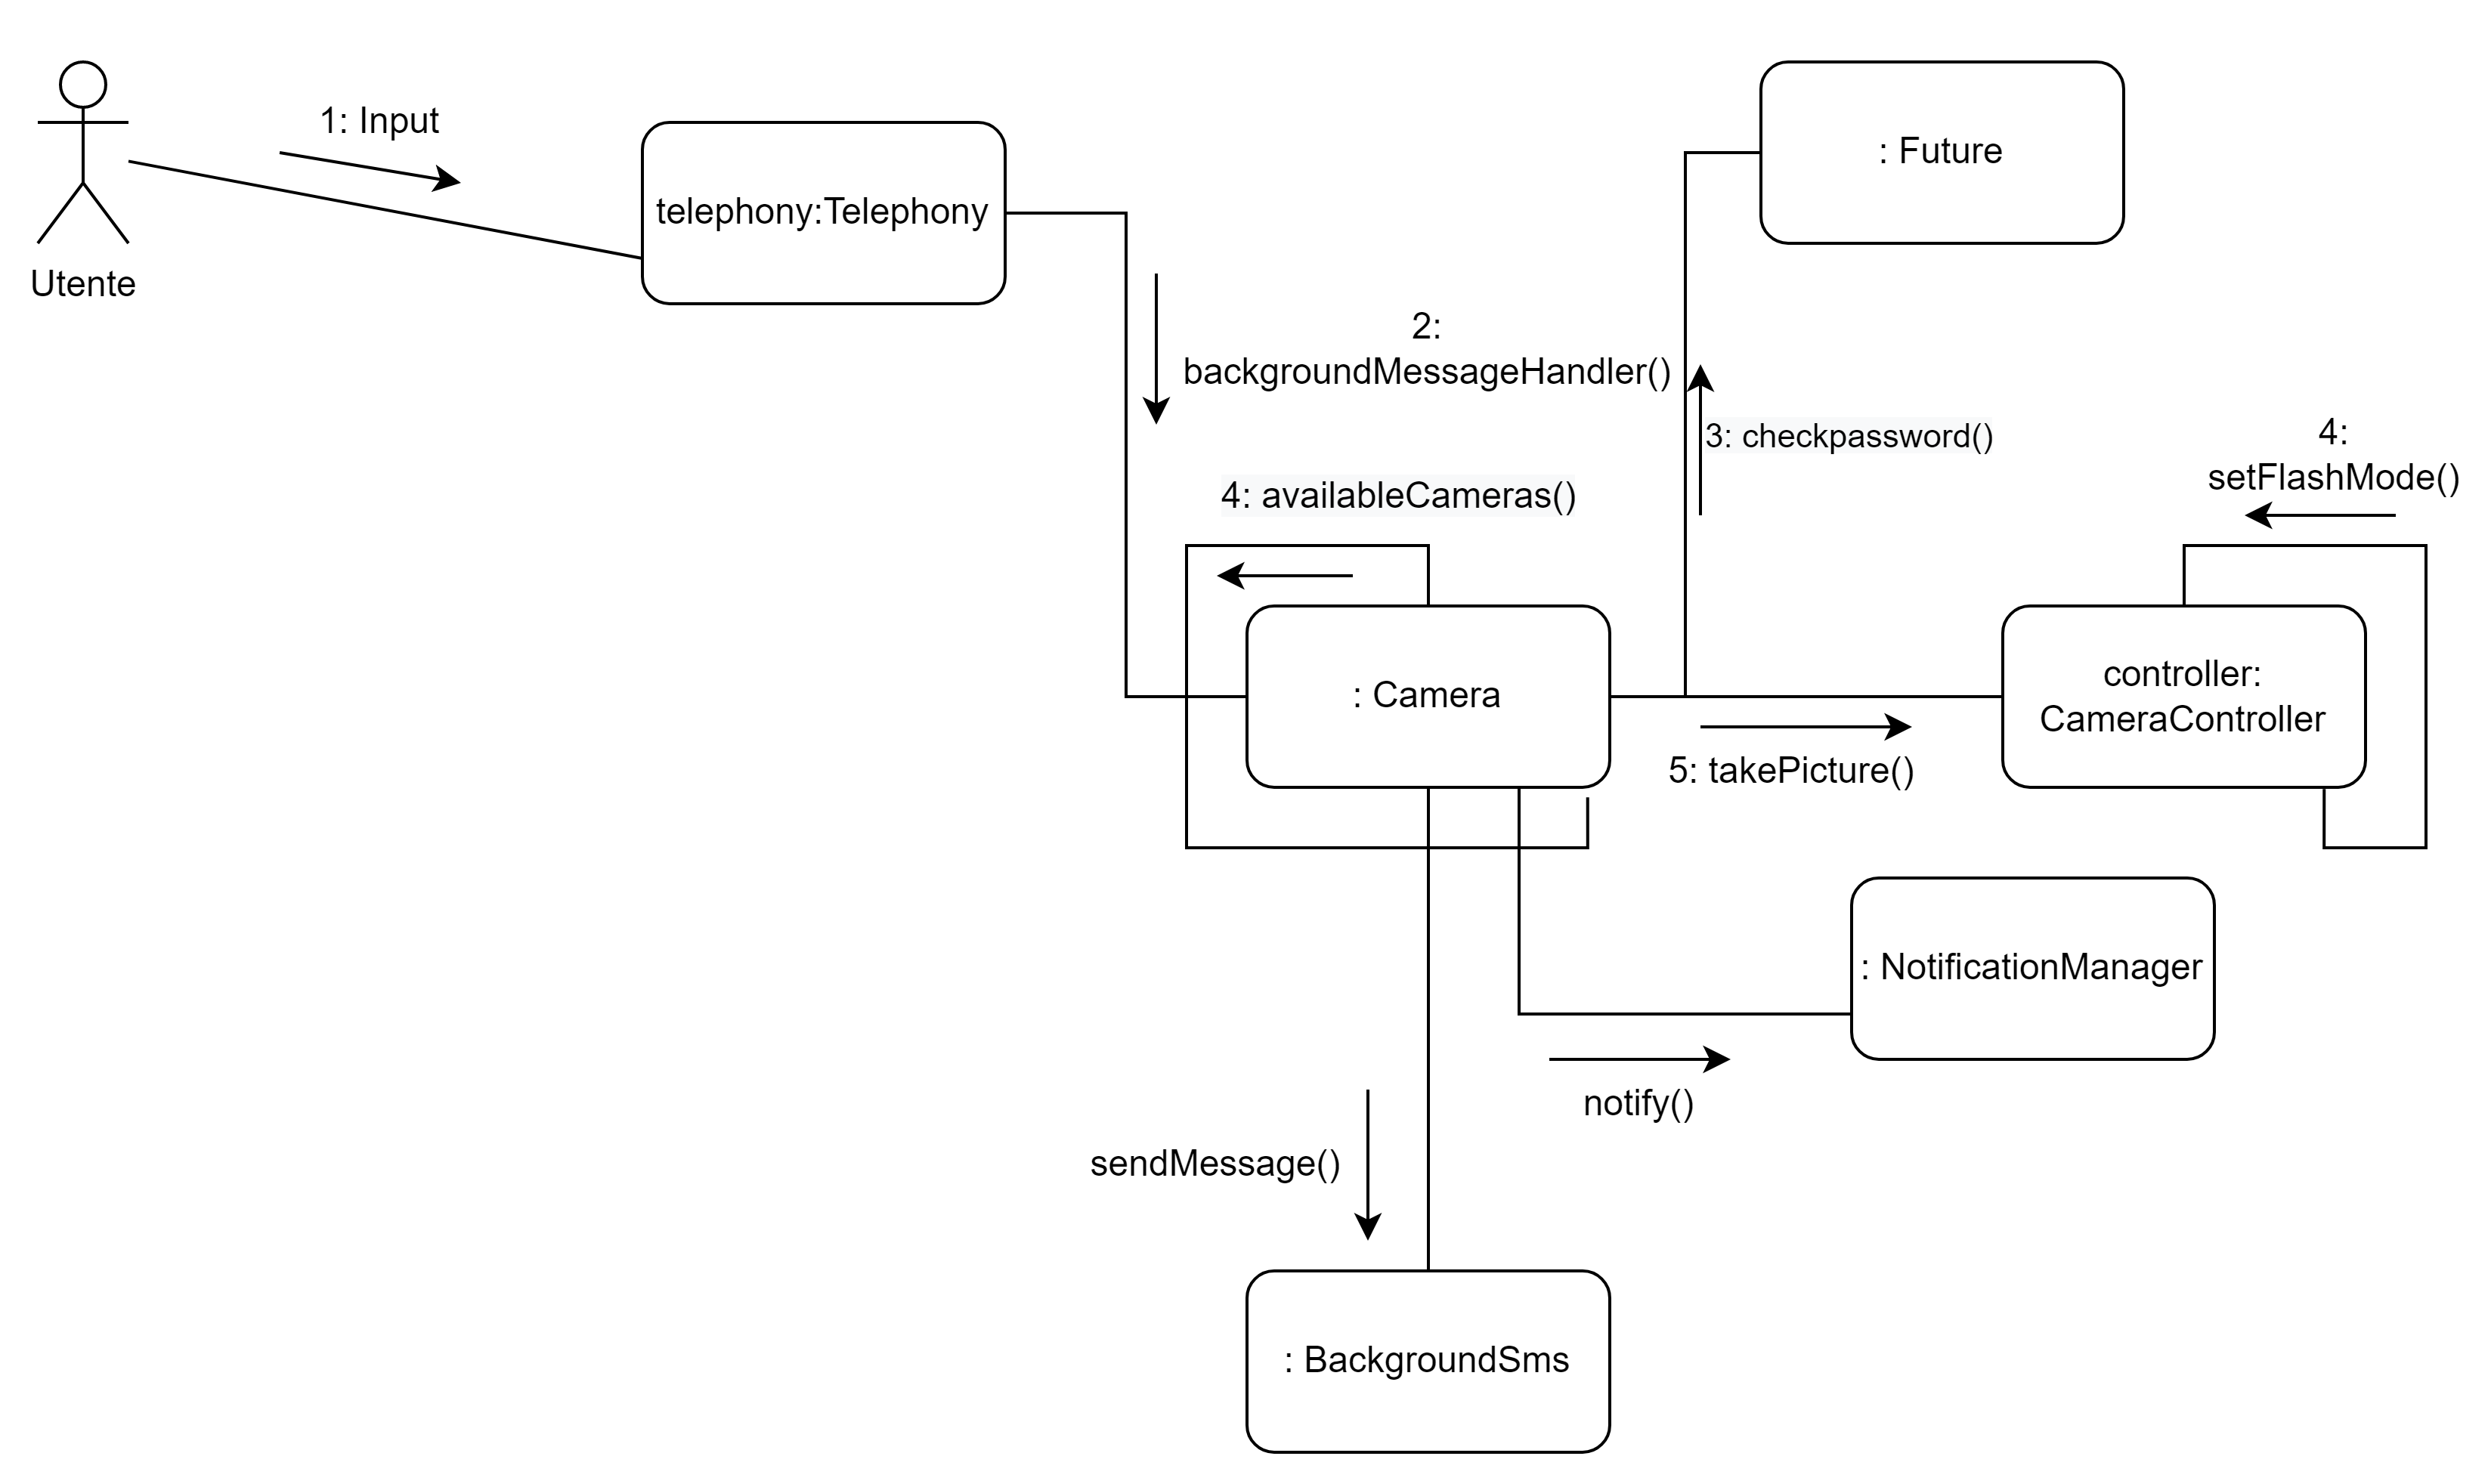 1: Input
Utente
telephony:Telephony
: Future
2:
backgroundMessageHandler()
3: checkpassword()
4: availableCameras()
4:
setFlashMode()
: Camera
controller:
CameraController
5: takePicture()
: NotificationManager
notify()
sendMessage()
: BackgroundSms